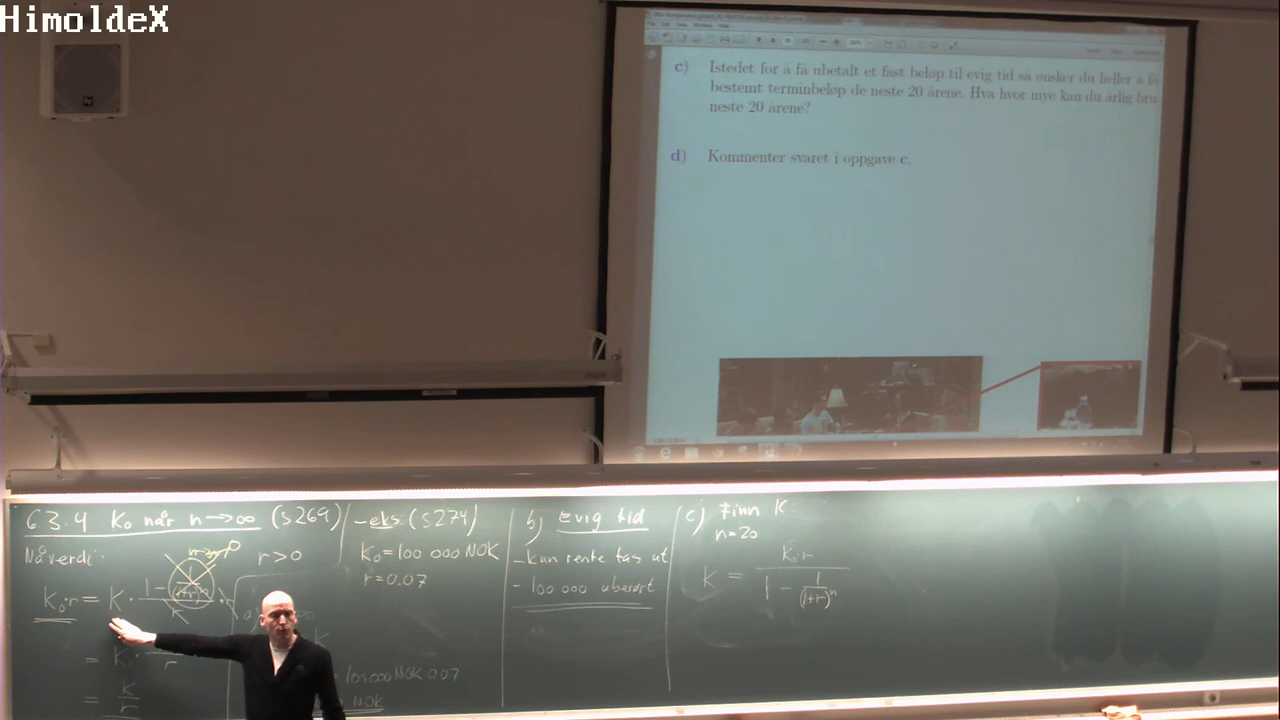 HimoldeX
c) Istedet for å få ubetalt et fast beløp til evig tid så ønsker du heller å få
bestemt terminbeløp de neste 20 årene. Hva hvor mye kan du årlig bru
neste 20 årene?
d) Kommenter svaret i oppgave c.
6.3.4 K₀ når n→∞ (s269)
Nåverdi:
n→∞
r>0
K₀·r = K · 1-
= K ·
r
= K/r
-eks: (s274)
K₀=100 000 NOK
r=0.07
NOK 0.07
NOK
b) Evig tid
-kun rente tas ut
-100 000 uberørt
c) Finn K
n=20
K = K₀·r / (1 - 1/(1+r)ⁿ)